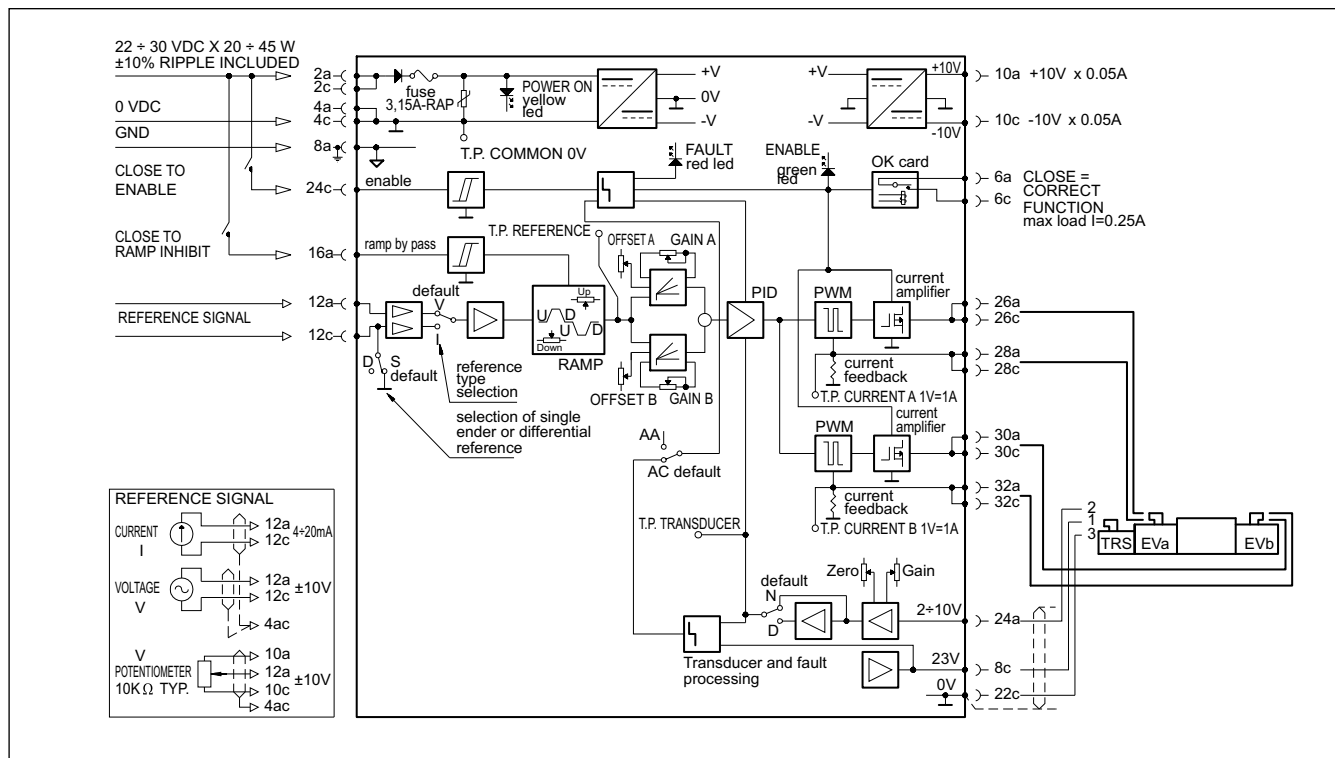 22 ÷ 30 VDC X 20 ÷ 45 W
±10% RIPPLE INCLUDED
2a
2c
0 VDC
4a
4c
GND
8a
CLOSE TO
ENABLE
24c
CLOSE TO
RAMP INHIBIT
16a
REFERENCE SIGNAL
12a
12c
fuse
3,15A-RAP
POWER ON
yellow
led
+V
0V
-V
+V
-V
+10V
-10V
10a +10V x 0.05A
10c -10V x 0.05A
T.P. COMMON 0V
FAULT
red led
ENABLE
green
led
OK card
6a
6c
CLOSE =
CORRECT
FUNCTION
max load I=0.25A
enable
ramp by pass
T.P. REFERENCE
OFFSET A
GAIN A
default
V
I
D
S
default
Up
U D
U D
Down
RAMP
reference
type
selection
selection of single
ender or differential
reference
OFFSET B
GAIN B
PID
PWM
current
amplifier
26a
26c
28a
28c
current
feedback
T.P. CURRENT A 1V=1A
current
amplifier
PWM
30a
30c
32a
32c
current
feedback
T.P. CURRENT B 1V=1A
AA
AC default
T.P. TRANSDUCER
2
1
3
TRS
EVa
EVb
default
N
D
Zero
Gain
2÷10V
24a
23V
8c
0V
22c
Transducer and fault
processing
REFERENCE SIGNAL
CURRENT
I
12a
12c
4÷20mA
VOLTAGE
V
12a
12c
±10V
4ac
V
POTENTIOMETER
10KΩ TYP.
10a
12a
10c
±10V
4ac